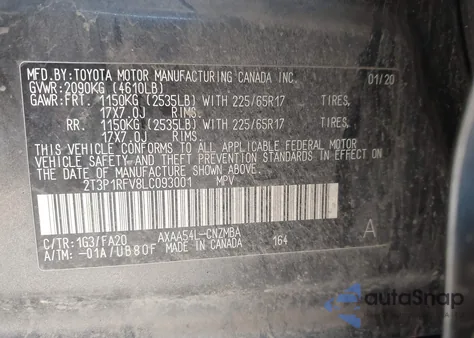 MFD.BY:TOYOTA MOTOR MANUFACTURING CANADA INC. 01/20
GVWR:2090KG (4610LB)
GAWR:FRT. 1150KG (2535LB) WITH 225/65R17 TIRES,
17X7.0J RIMS.
RR. 1150KG (2535LB) WITH 225/65R17 TIRES,
17X7.0J RIMS.
THIS VEHICLE CONFORMS TO ALL APPLICABLE FEDERAL MOTOR
VEHICLE SAFETY AND THEFT PREVENTION STANDARDS IN EFFECT ON
THE DATE OF MANUFACTURE SHOWN ABOVE.
2T3P1RFV8LC093001 MPV
C/TR:1G3/FA20 AXAA54L-CNZMBA A
A/TM:-01A/UB80F MADE IN CANADA 164
autoSnap